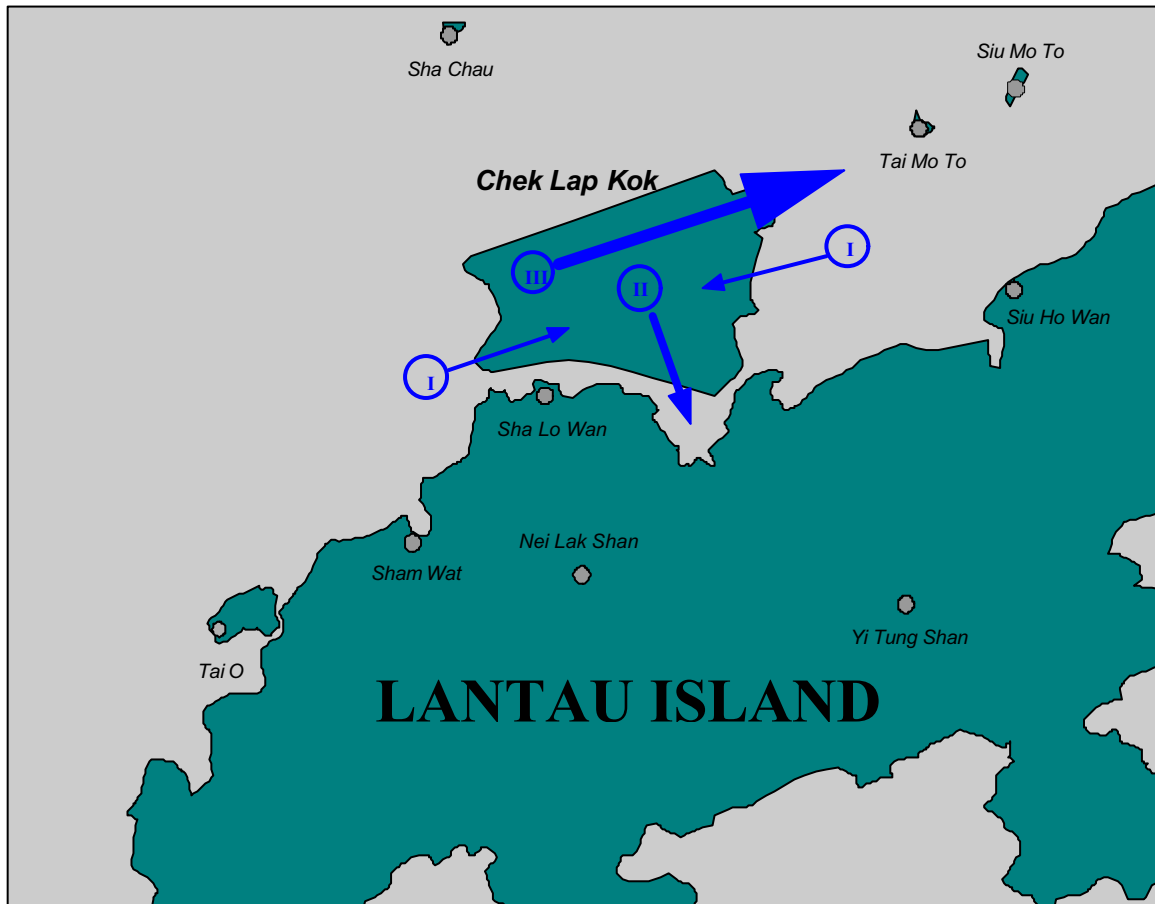 Siu Mo To
Sha Chau
Tai Mo To
Chek Lap Kok
I
III
II
Siu Ho Wan
I
Sha Lo Wan
Nei Lak Shan
Sham Wat
Yi Tung Shan
Tai O
LANTAU ISLAND